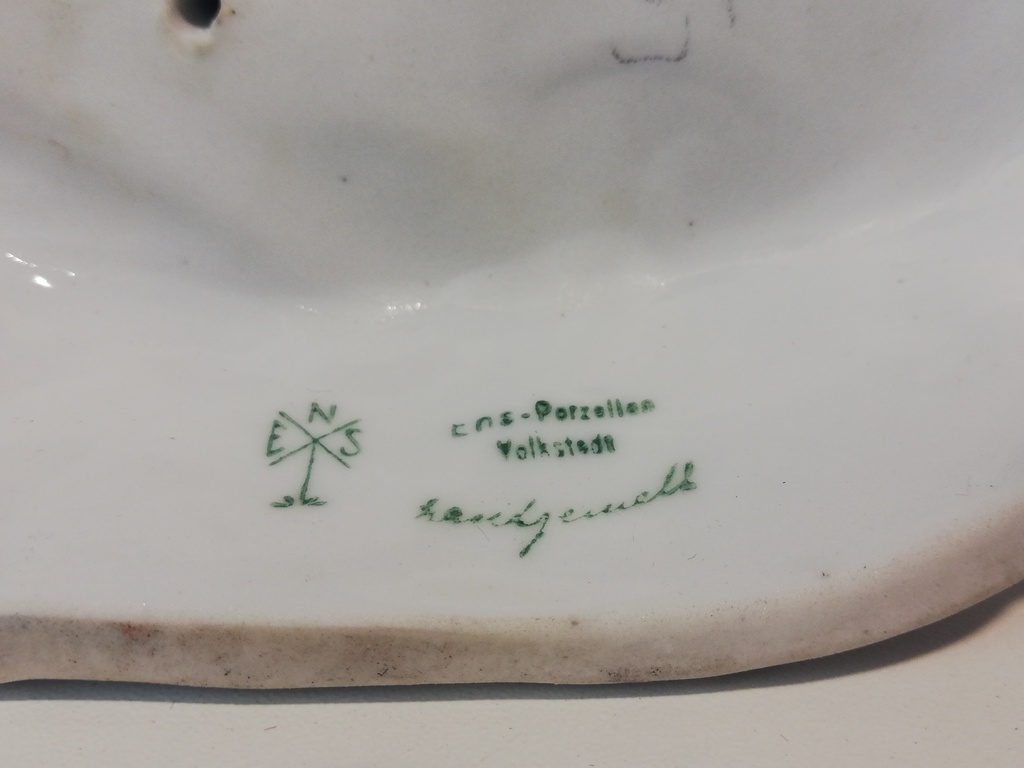 N
E S
Ens-Porzellan
Volkstedt
handgemalt